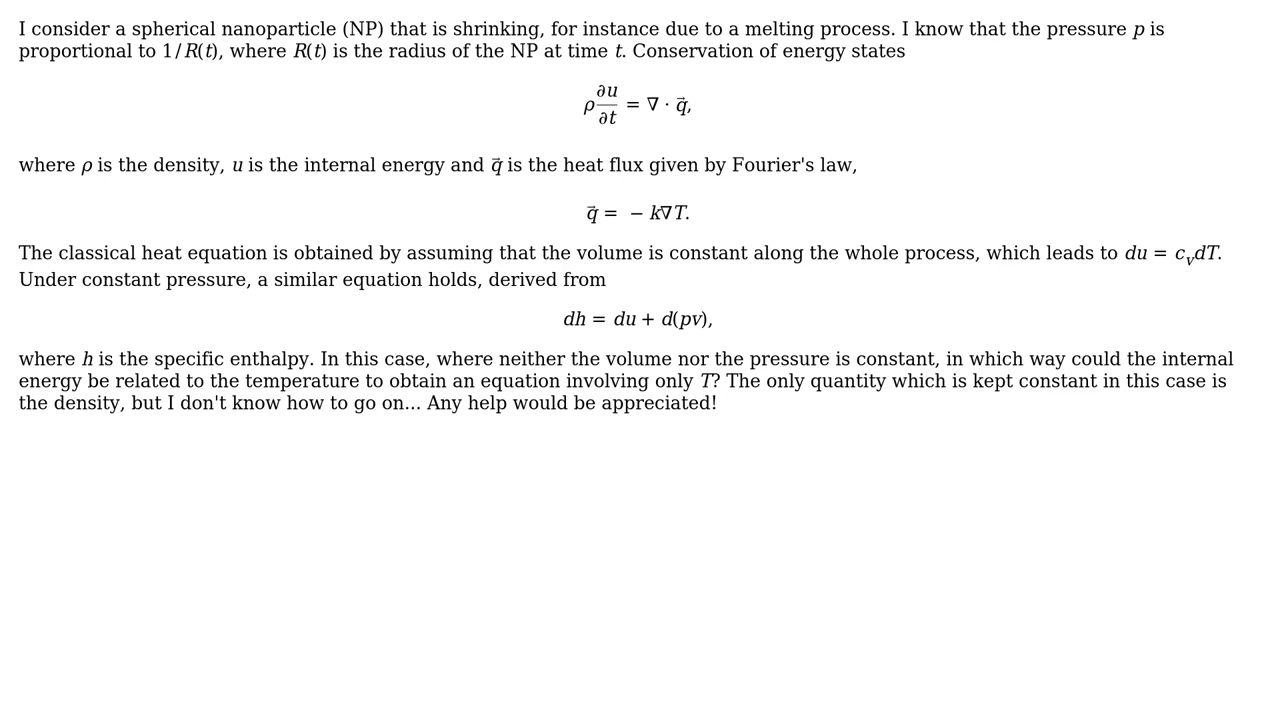 I consider a spherical nanoparticle (NP) that is shrinking, for instance due to a melting process. I know that the pressure p is
proportional to 1/R(t), where R(t) is the radius of the NP at time t. Conservation of energy states
ρ ∂u/∂t = ∇ · q⃗,
where ρ is the density, u is the internal energy and q⃗ is the heat flux given by Fourier's law,
q⃗ = − k∇T.
The classical heat equation is obtained by assuming that the volume is constant along the whole process, which leads to du = c_v dT.
Under constant pressure, a similar equation holds, derived from
dh = du + d(pv),
where h is the specific enthalpy. In this case, where neither the volume nor the pressure is constant, in which way could the internal
energy be related to the temperature to obtain an equation involving only T? The only quantity which is kept constant in this case is
the density, but I don't know how to go on... Any help would be appreciated!